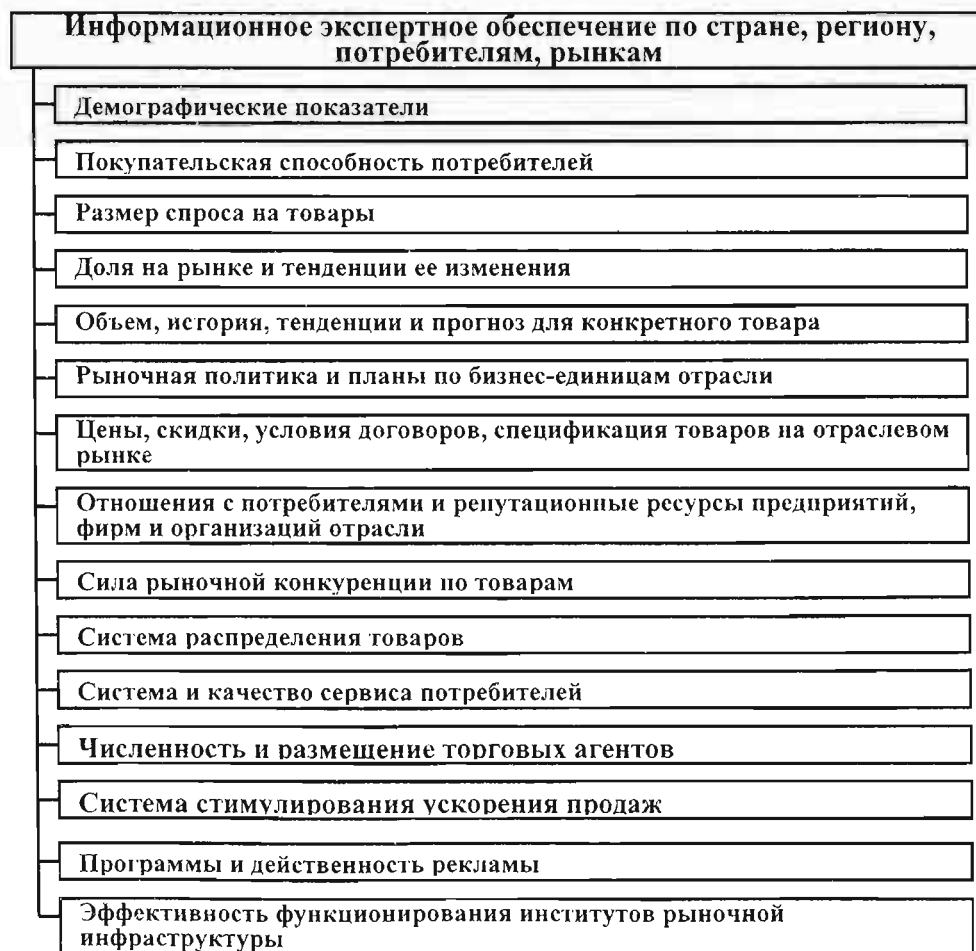 Информационное экспертное обеспечение по стране, региону,
потребителям, рынкам
Демографические показатели
Покупательская способность потребителей
Размер спроса на товары
Доля на рынке и тенденции ее изменения
Объем, история, тенденции и прогноз для конкретного товара
Рыночная политика и планы по бизнес-единицам отрасли
Цены, скидки, условия договоров, спецификация товаров на отраслевом
рынке
Отношения с потребителями и репутационные ресурсы предприятий,
фирм и организаций отрасли
Сила рыночной конкуренции по товарам
Система распределения товаров
Система и качество сервиса потребителей
Численность и размещение торговых агентов
Система стимулирования ускорения продаж
Программы и действенность рекламы
Эффективность функционирования институтов рыночной
инфраструктуры